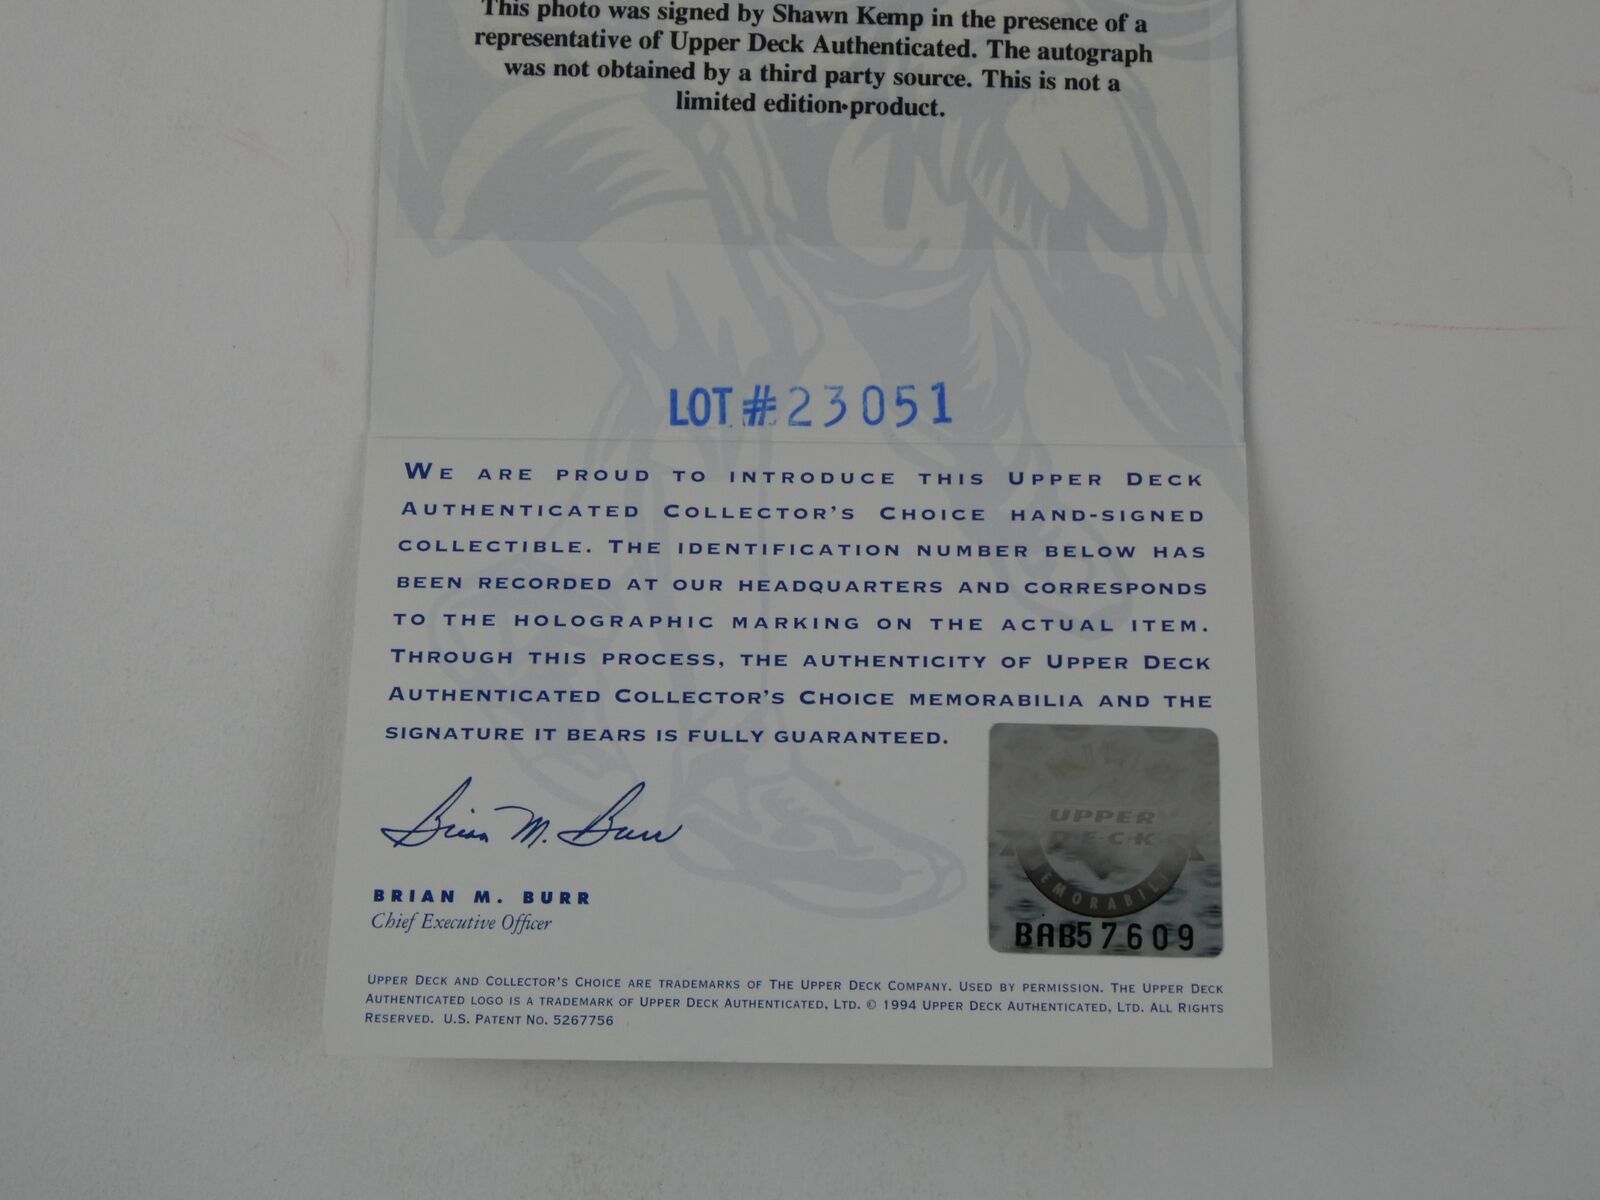 This photo was signed by Shawn Kemp in the presence of a
representative of Upper Deck Authenticated. The autograph
was not obtained by a third party source. This is not a
limited edition•product.
LOT #23051
WE ARE PROUD TO INTRODUCE THIS UPPER DECK
AUTHENTICATED COLLECTOR'S CHOICE HAND-SIGNED
COLLECTIBLE. THE IDENTIFICATION NUMBER BELOW HAS
BEEN RECORDED AT OUR HEADQUARTERS AND CORRESPONDS
TO THE HOLOGRAPHIC MARKING ON THE ACTUAL ITEM.
THROUGH THIS PROCESS, THE AUTHENTICITY OF UPPER DECK
AUTHENTICATED COLLECTOR'S CHOICE MEMORABILIA AND THE
SIGNATURE IT BEARS IS FULLY GUARANTEED.
Brian M. Burr
BRIAN M. BURR
Chief Executive Officer
UPPER
DECK
MEMORABILIA
BAB57609
UPPER DECK AND COLLECTOR'S CHOICE ARE TRADEMARKS OF THE UPPER DECK COMPANY. USED BY PERMISSION. THE UPPER DECK
AUTHENTICATED LOGO IS A TRADEMARK OF UPPER DECK AUTHENTICATED, LTD. © 1994 UPPER DECK AUTHENTICATED, LTD. ALL RIGHTS
RESERVED. U.S. PATENT NO. 5267756